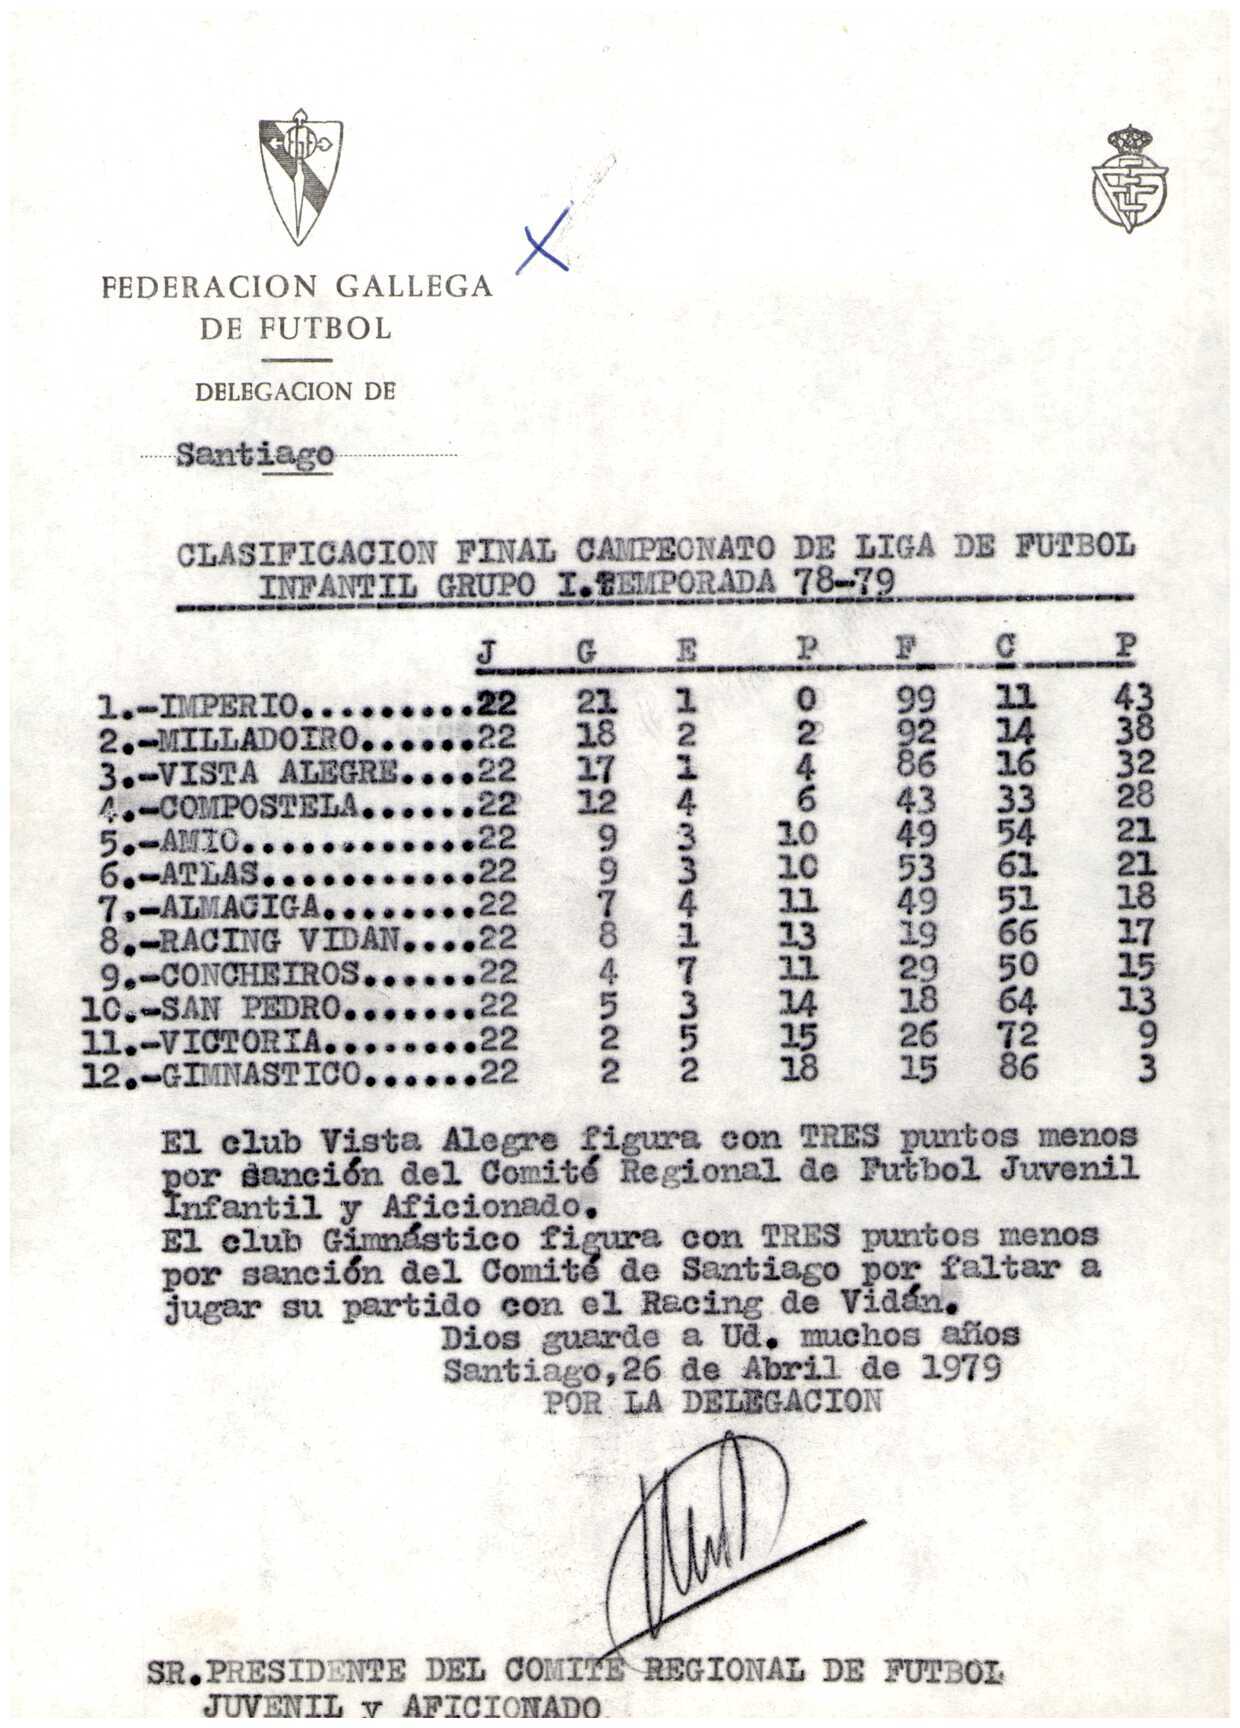 FGF
FEDERACION GALLEGA
DE FUTBOL
DELEGACION DE
Santiago
CLASIFICACION FINAL CAMPEONATO DE LIGA DE FUTBOL
INFANTIL GRUPO I.TEMPORADA 78-79
J G E P F C P
1.-IMPERIO.........22 21 1 0 99 11 43
2.-MILLADOIRO......22 18 2 2 92 14 38
3.-VISTA ALEGRE....22 17 1 4 86 16 32
4.-COMPOSTELA......22 12 4 6 43 33 28
5.-AMIO............22 9 3 10 49 54 21
6.-ATLAS...........22 9 3 10 53 61 21
7.-ALMACIGA........22 7 4 11 49 51 18
8.-RACING VIDAN....22 8 1 13 19 66 17
9.-CONCHEIROS......22 4 7 11 29 50 15
10.-SAN PEDRO.......22 5 3 14 18 64 13
11.-VICTORIA........22 2 5 15 26 72 9
12.-GIMNASTICO......22 2 2 18 15 86 3
El club Vista Alegre figura con TRES puntos menos
por sanción del Comité Regional de Futbol Juvenil
Infantil y Aficionado.
El club Gimnástico figura con TRES puntos menos
por sanción del Comité de Santiago por faltar a
jugar su partido con el Racing de Vidán.
Dios guarde a Ud. muchos años
Santiago,26 de Abril de 1979
POR LA DELEGACION
SR.PRESIDENTE DEL COMITE REGIONAL DE FUTBOL
JUVENIL y AFICIONADO